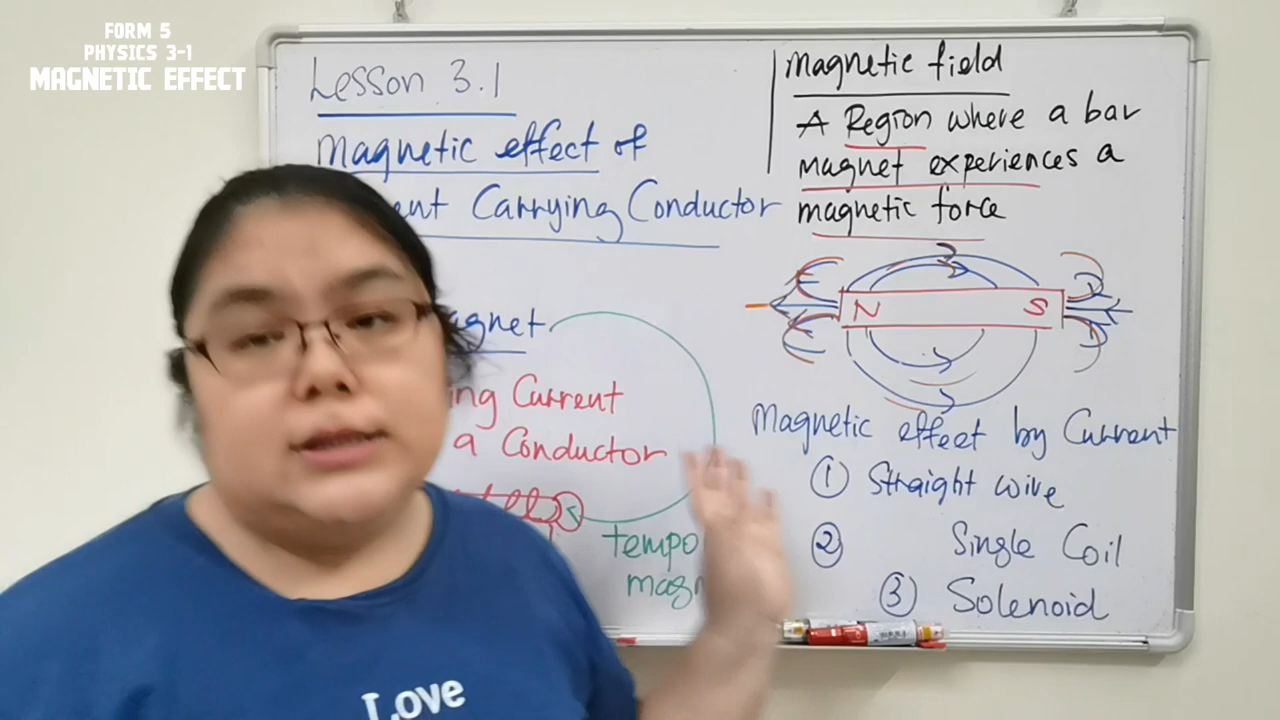 FORM 5
PHYSICS 3-1
MAGNETIC EFFECT
Lesson 3.1
Magnetic effect of
Carrying Conductor
ing Current
a Conductor
magnetic field
A Region where a bar
magnet experiences a
magnetic force
N S
Magnetic effect by Current
① Straight wire
② Single Coil
③ Solenoid
Love